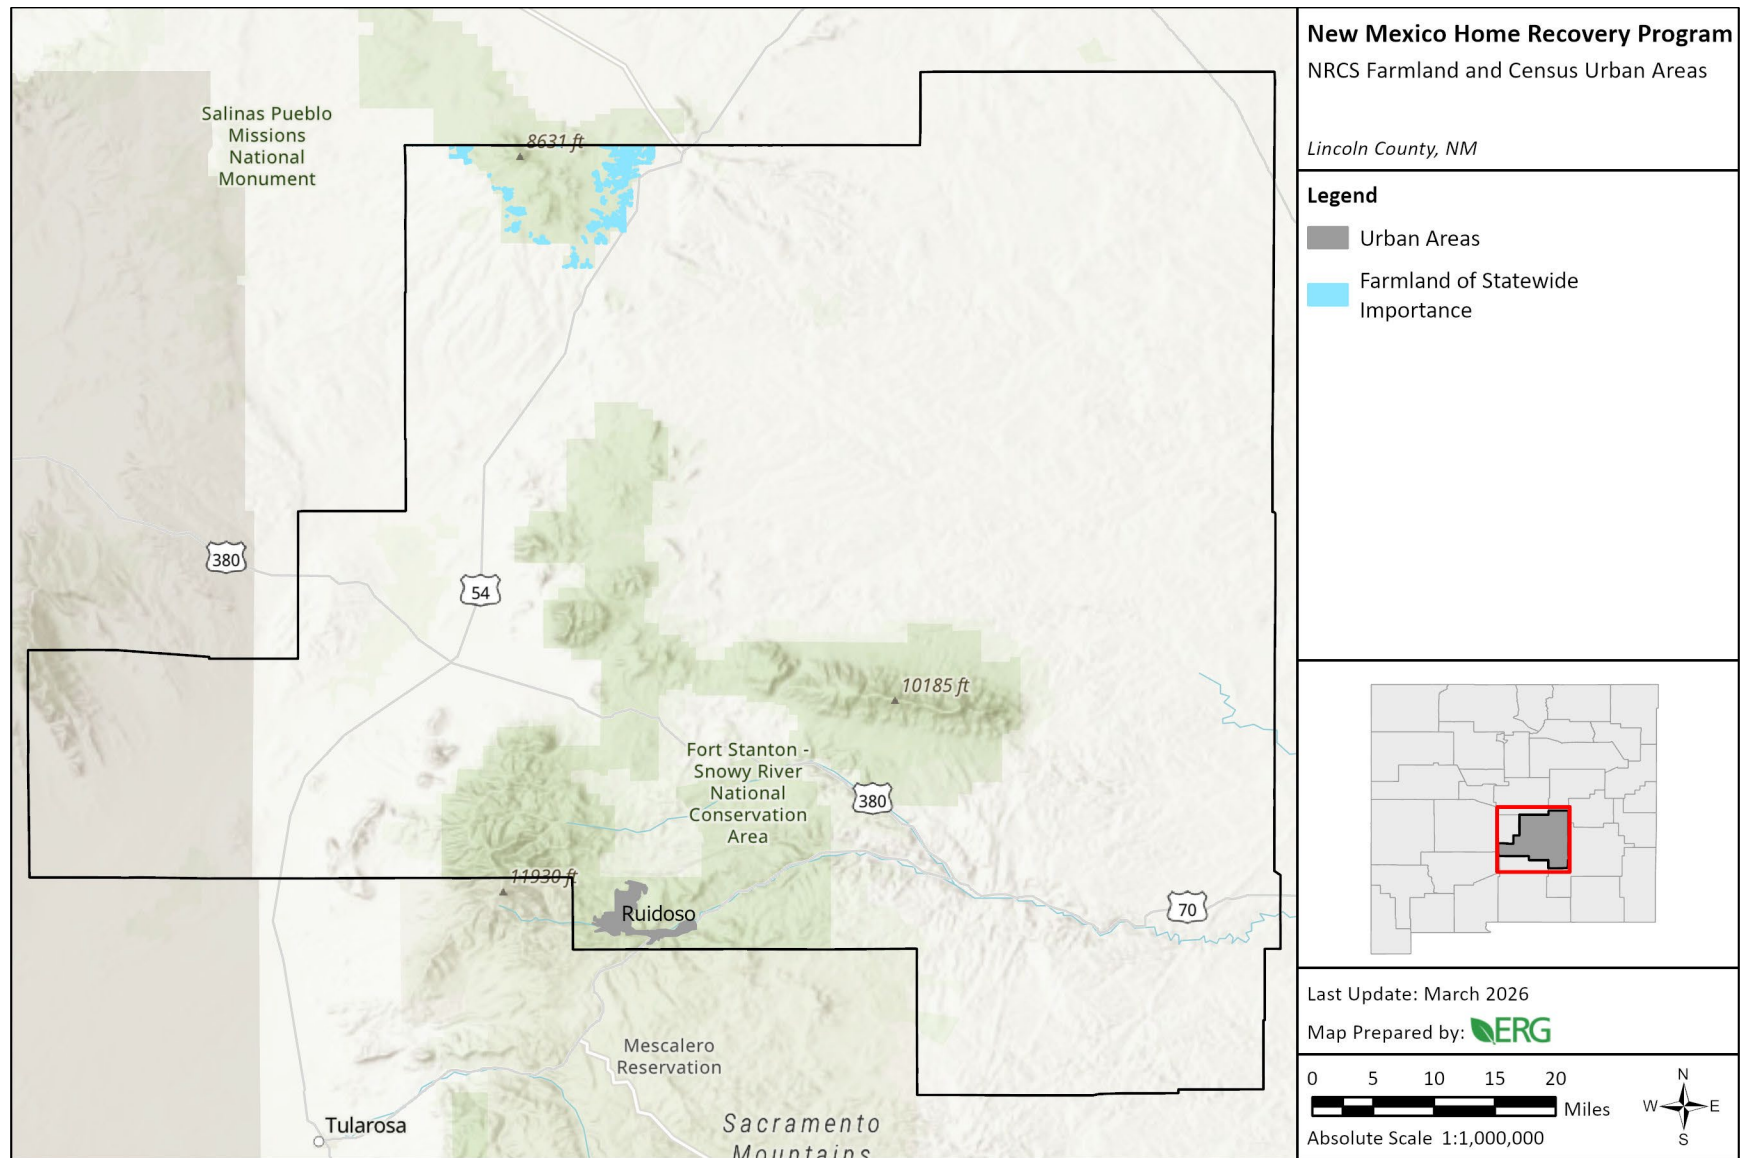 New Mexico Home Recovery Program
NRCS Farmland and Census Urban Areas
Lincoln County, NM
Legend
Urban Areas
Farmland of Statewide
Importance
Salinas Pueblo
Missions
National
Monument
8631 ft
380
54
10185 ft
Fort Stanton -
Snowy River
National
Conservation
Area
380
11930 ft
Ruidoso
70
Mescalero
Reservation
Tularosa
Sacramento
Mountains
Last Update: March 2026
Map Prepared by: ERG
0 5 10 15 20
Miles
Absolute Scale 1:1,000,000
N
W E
S